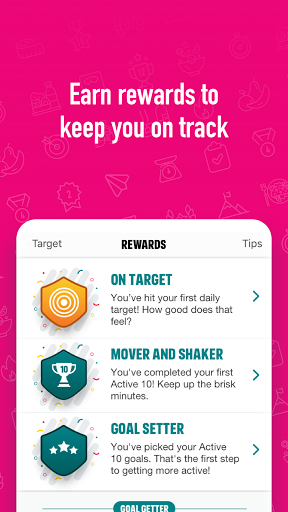 Earn rewards to
keep you on track
Target REWARDS Tips
ON TARGET
You've hit your first daily
target! How good does that
feel?
10
MOVER AND SHAKER
You've completed your first
Active 10! Keep up the brisk
minutes.
GOAL SETTER
You've picked your Active
10 goals. That's the first step
to getting more active!
GOAL GETTER